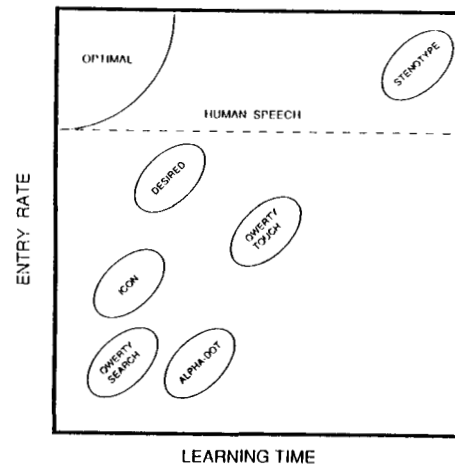 OPTIMAL
STENOTYPE
HUMAN SPEECH
DESIRED
QWERTY
TOUCH
ICON
QWERTY
SEARCH
ALPHA-DOT
ENTRY RATE
LEARNING TIME